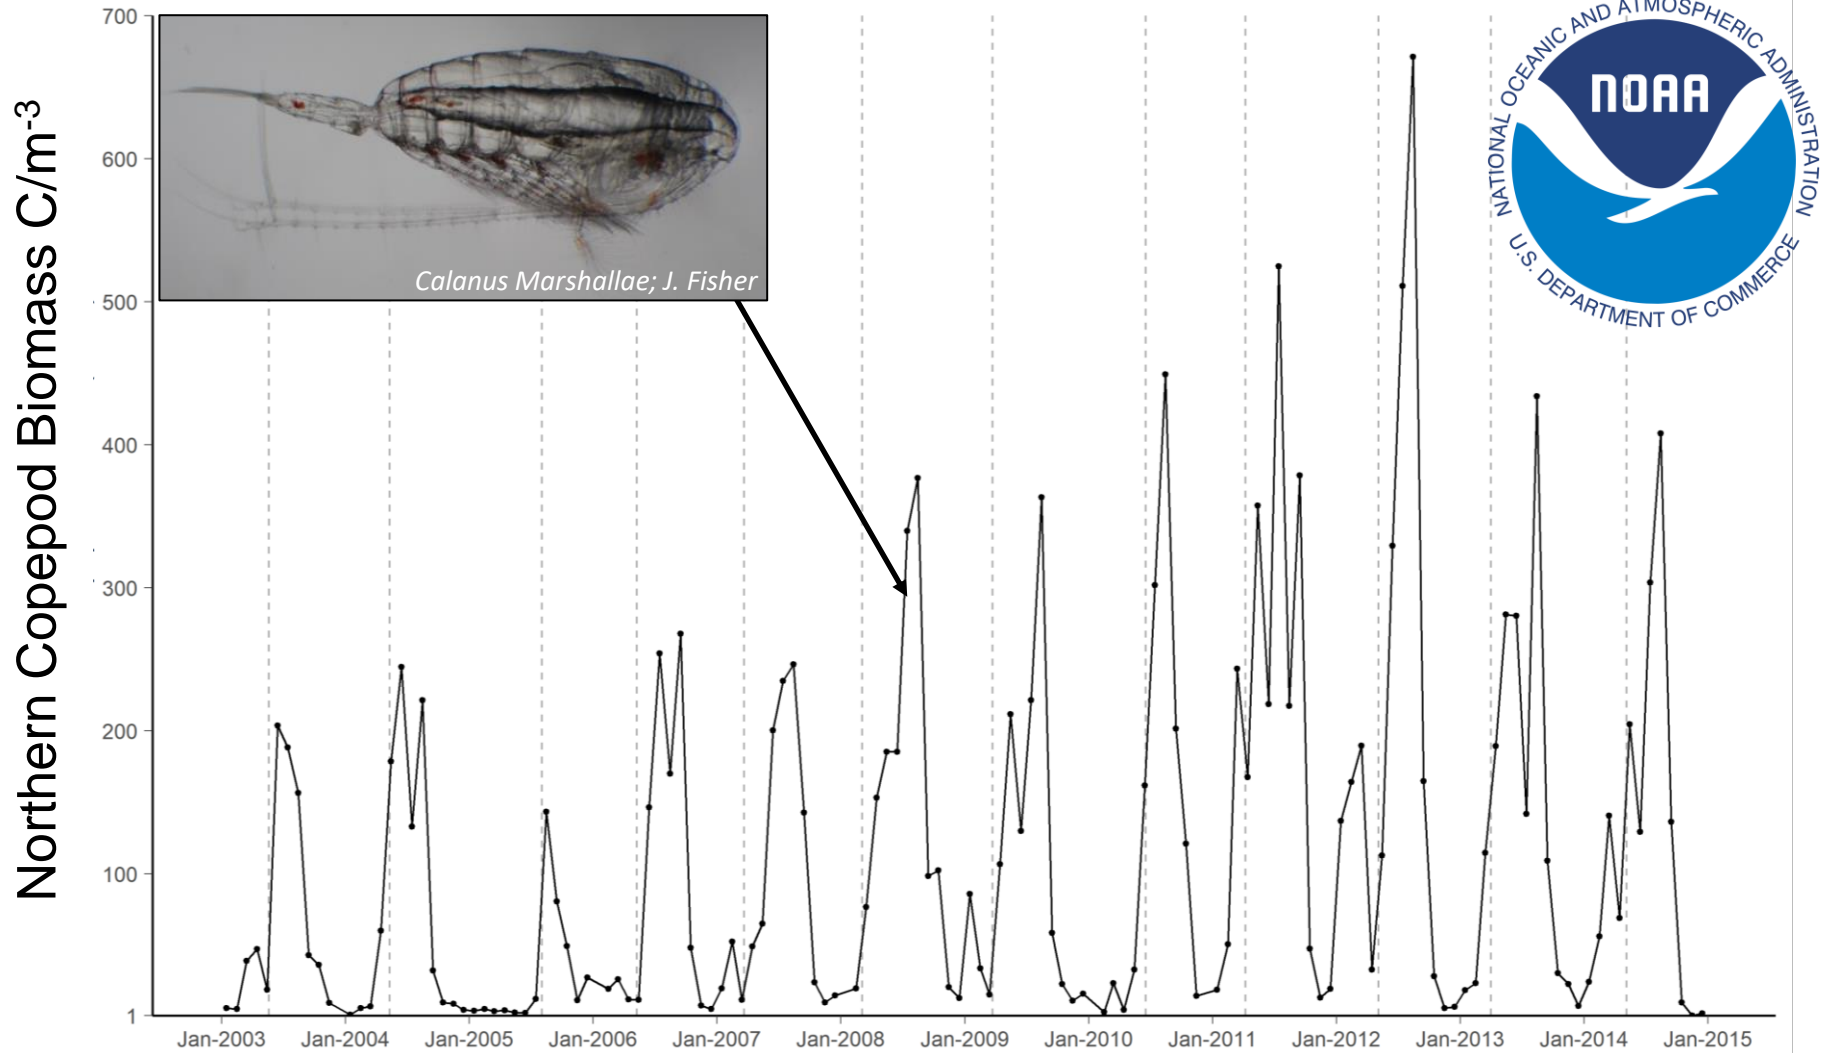 Northern Copepod Biomass C/m-3
700
600
500
400
300
200
100
1
Calanus Marshallae; J. Fisher
NATIONAL OCEANIC AND ATMOSPHERIC ADMINISTRATION
NOAA
U.S. DEPARTMENT OF COMMERCE
Jan-2003 Jan-2004 Jan-2005 Jan-2006 Jan-2007 Jan-2008 Jan-2009 Jan-2010 Jan-2011 Jan-2012 Jan-2013 Jan-2014 Jan-2015